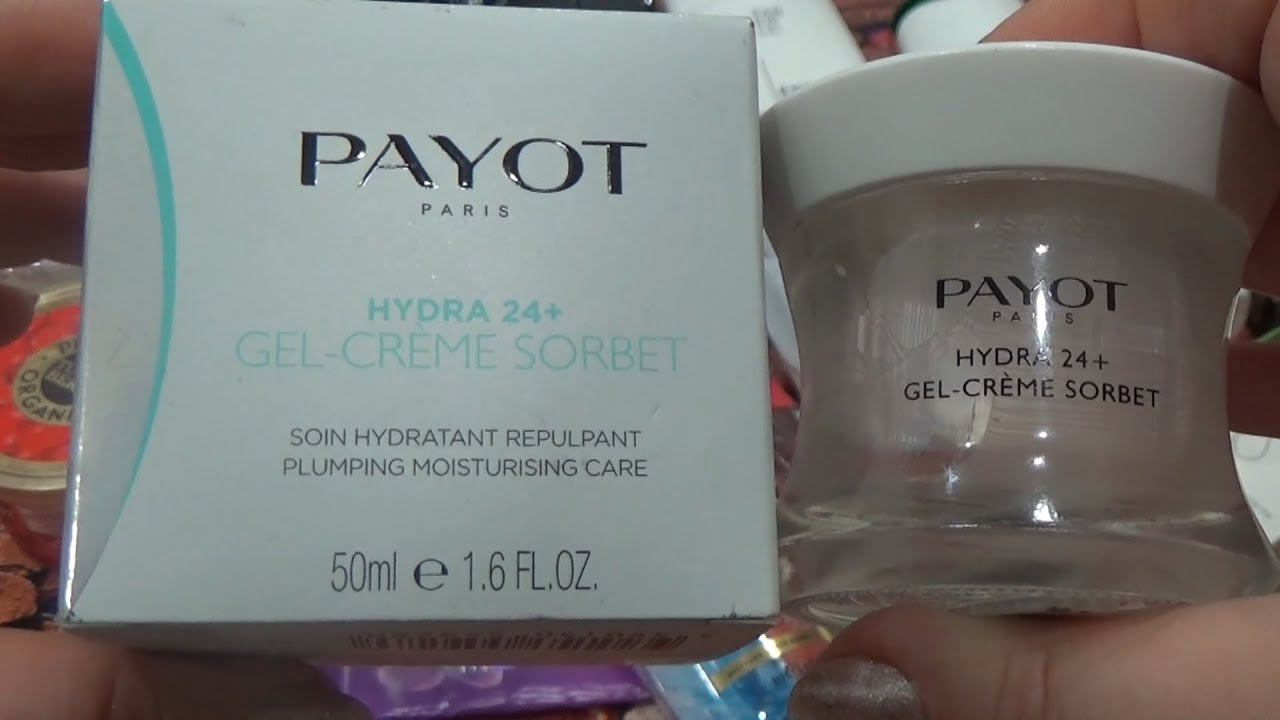 PAYOT
PARIS
HYDRA 24+
GEL-CRÈME SORBET
SOIN HYDRATANT REPULPANT
PLUMPING MOISTURISING CARE
50ml e 1.6 FL.OZ.
PAYOT
PARIS
HYDRA 24+
GEL-CRÈME SORBET